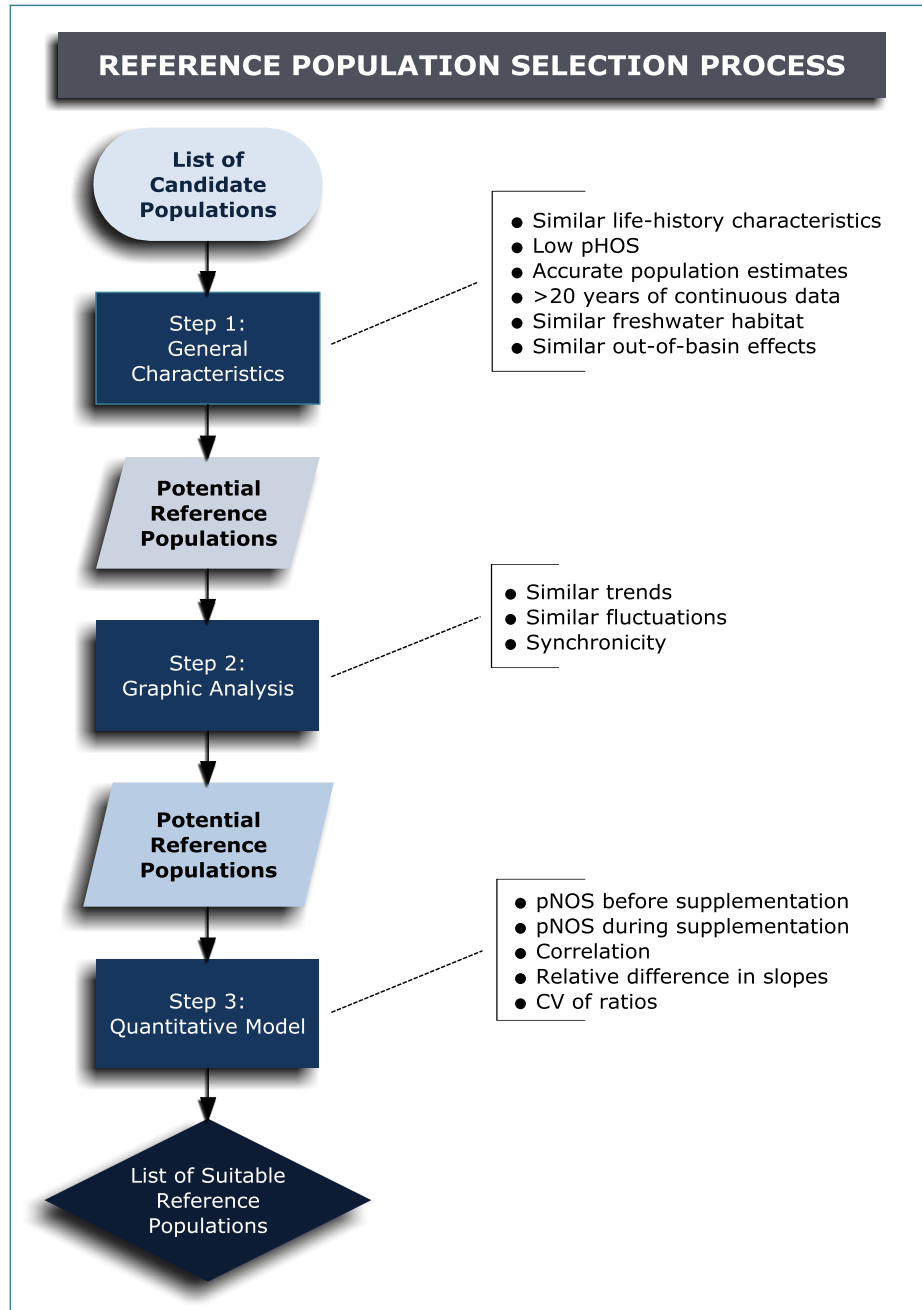 REFERENCE POPULATION SELECTION PROCESS
List of
Candidate
Populations
Step 1:
General
Characteristics
● Similar life-history characteristics
● Low pHOS
● Accurate population estimates
● >20 years of continuous data
● Similar freshwater habitat
● Similar out-of-basin effects
Potential
Reference
Populations
Step 2:
Graphic Analysis
● Similar trends
● Similar fluctuations
● Synchronicity
Potential
Reference
Populations
Step 3:
Quantitative Model
● pNOS before supplementation
● pNOS during supplementation
● Correlation
● Relative difference in slopes
● CV of ratios
List of Suitable
Reference
Populations